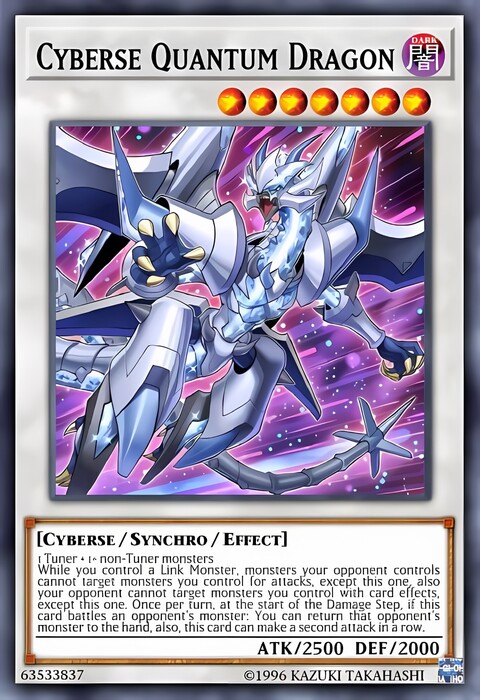 Cyberse Quantum Dragon
DARK
闇
[Cyberse / Synchro / Effect]
1 Tuner + 1+ non-Tuner monsters
While you control a Link Monster, monsters your opponent controls
cannot target monsters you control for attacks, except this one, also
your opponent cannot target monsters you control with card effects,
except this one. Once per turn, at the start of the Damage Step, if this
card battles an opponent's monster: You can return that opponent's
monster to the hand, also, this card can make a second attack in a row.
ATK/2500 DEF/2000
63533837
©1996 KAZUKI TAKAHASHI